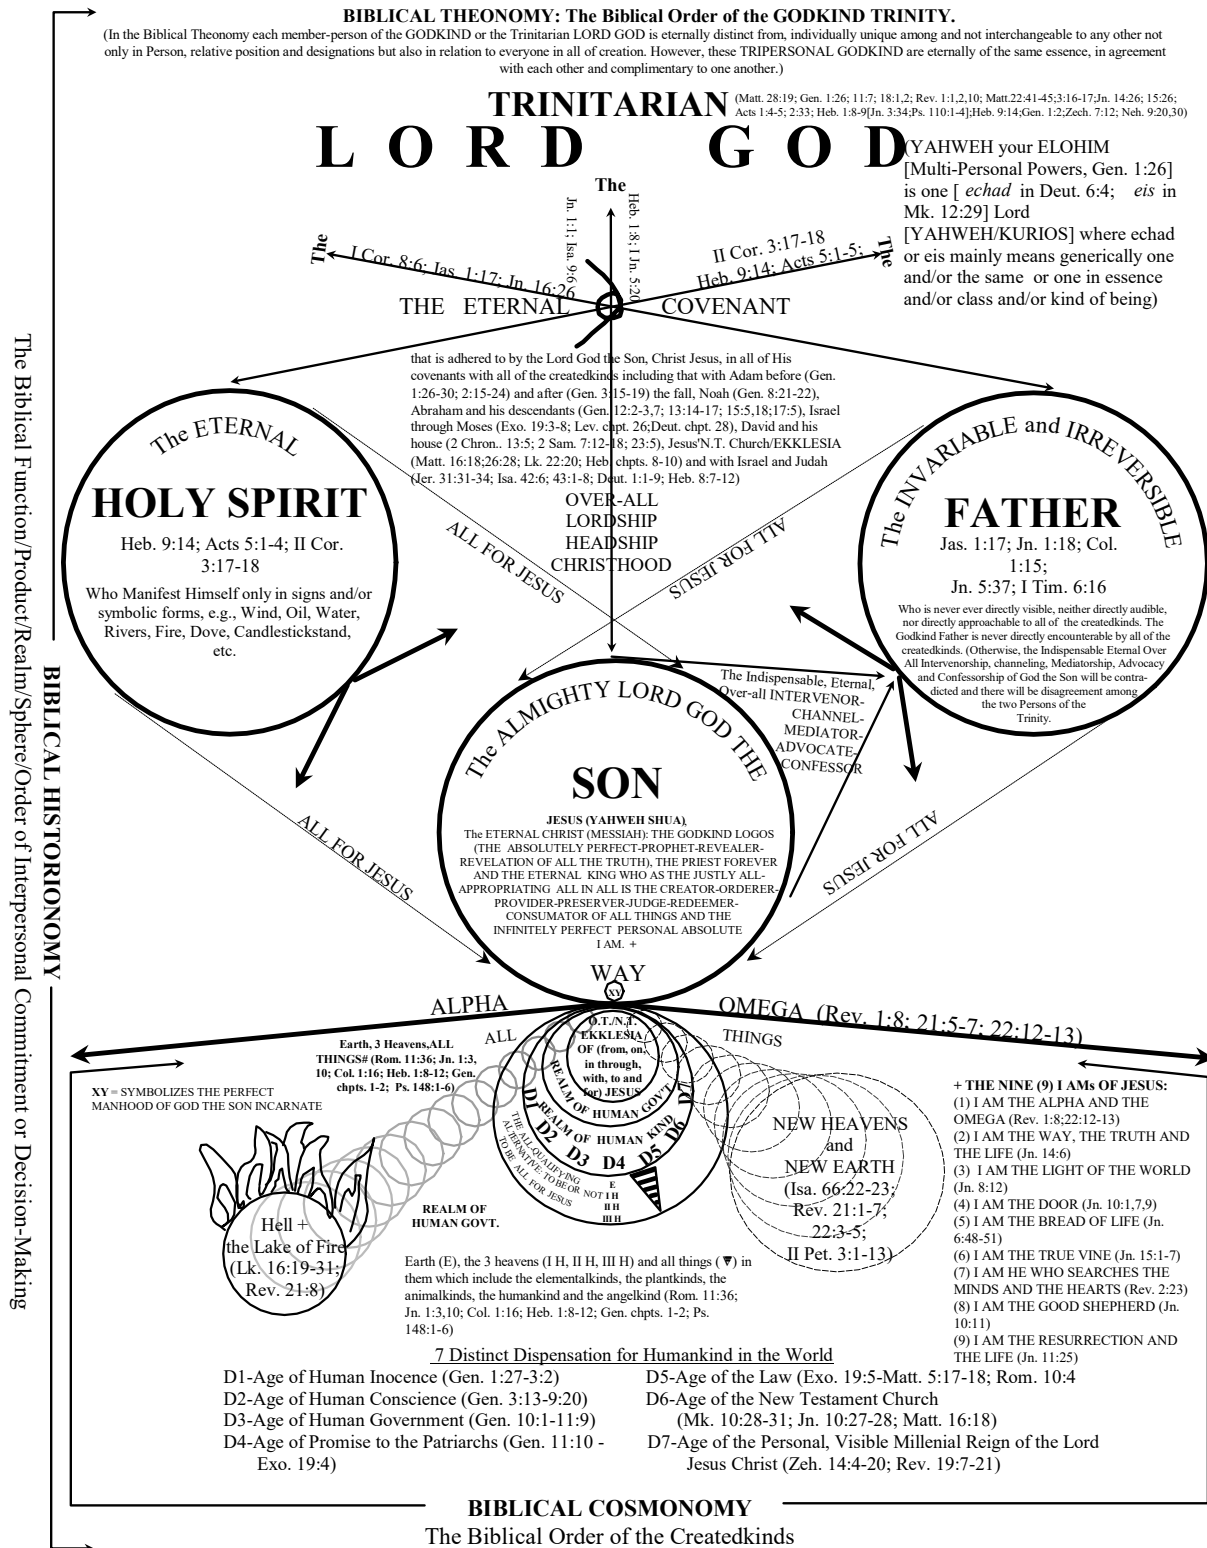 BIBLICAL THEONOMY: The Biblical Order of the GODKIND TRINITY.
(In the Biblical Theonomy each member-person of the GODKIND or the Trinitarian LORD GOD is eternally distinct from, individually unique among and not interchangeable to any other not
only in Person, relative position and designations but also in relation to everyone in all of creation. However, these TRIPERSONAL GODKIND are eternally of the same essence, in agreement
with each other and complimentary to one another.)
TRINITARIAN
(Matt. 28:19; Gen. 1:26; 11:7; 18:1,2; Rev. 1:1,2,10; Matt.22:41-45;3:16-17;Jn. 14:26; 15:26,
Acts 1:4-5; 2:33; Heb. 1:8-9[Jn. 3:34;Ps. 110:1-4];Heb. 9:14;Gen. 1:2;Zech. 7:12; Neh. 9:20,30)
LORD GOD
(YAHWEH your ELOHIM
[Multi-Personal Powers, Gen. 1:26]
is one [ echad in Deut. 6:4; eis in
Mk. 12:29] Lord
[YAHWEH/KURIOS] where echad
or eis mainly means generically one
and/or the same or one in essence
and/or class and/or kind of being)
The
The
The
Jn. 1:1; Isa. 9:6
Heb. 1:8; I Jn. 5:20
I Cor. 8:6; Jas. 1:17; Jn. 16:26
II Cor. 3:17-18
Heb. 9:14; Acts 5:1-5;
THE ETERNAL COVENANT
that is adhered to by the Lord God the Son, Christ Jesus, in all of His
covenants with all of the createdkinds including that with Adam before (Gen.
1:26-30; 2:15-24) and after (Gen. 3:15-19) the fall, Noah (Gen. 8:21-22),
Abraham and his descendants (Gen. 12:2-3,7; 13:14-17; 15:5,18;17:5), Israel
through Moses (Exo. 19:3-8; Lev. chpt. 26;Deut. chpt. 28), David and his
house (2 Chron.. 13:5; 2 Sam. 7:12-18; 23:5), Jesus'N.T. Church/EKKLESIA
(Matt. 16:18;26:28; Lk. 22:20; Heb. chpts. 8-10) and with Israel and Judah
(Jer. 31:31-34; Isa. 42:6; 43:1-8; Deut. 1:1-9; Heb. 8:7-12)
OVER-ALL
LORDSHIP
HEADSHIP
CHRISTHOOD
The ETERNAL
HOLY SPIRIT
Heb. 9:14; Acts 5:1-4; II Cor.
3:17-18
Who Manifest Himself only in signs and/or
symbolic forms, e.g., Wind, Oil, Water,
Rivers, Fire, Dove, Candlestickstand,
etc.
The INVARIABLE and IRREVERSIBLE
FATHER
Jas. 1:17; Jn. 1:18; Col.
1:15;
Jn. 5:37; I Tim. 6:16
Who is never ever directly visible, neither directly audible,
nor directly approachable to all of the createdkinds. The
Godkind Father is never directly encounterable by all of the
createdkinds. (Otherwise, the Indispensable Eternal Over
All Intervenorship, channeling, Mediatorship, Advocacy
and Confessorship of God the Son will be contra-
dicted and there will be disagreement among
the two Persons of the
Trinity.
ALL FOR JESUS
ALL FOR JESUS
ALL FOR JESUS
ALL FOR JESUS
The Indispensable, Eternal,
Over-all INTERVENOR-
CHANNEL-
MEDIATOR-
ADVOCATE-
CONFESSOR
The ALMIGHTY LORD GOD THE
SON
JESUS (YAHWEH SHUA),
The ETERNAL CHRIST (MESSIAH): THE GODKIND LOGOS
(THE ABSOLUTELY PERFECT-PROPHET-REVEALER-
REVELATION OF ALL THE TRUTH), THE PRIEST FOREVER
AND THE ETERNAL KING WHO AS THE JUSTLY ALL-
APPROPRIATING ALL IN ALL IS THE CREATOR-ORDERER-
PROVIDER-PRESERVER-JUDGE-REDEEMER-
CONSUMATOR OF ALL THINGS AND THE
INFINITELY PERFECT PERSONAL ABSOLUTE
I AM. +
WAY
XY
ALPHA
OMEGA (Rev. 1:8; 21:5-7; 22:12-13)
ALL
THINGS
Earth, 3 Heavens,ALL
THINGS# (Rom. 11:36; Jn. 1:3,
10; Col. 1:16; Heb. 1:8-12; Gen.
chpts. 1-2; Ps. 148:1-6)
XY = SYMBOLIZES THE PERFECT
MANHOOD OF GOD THE SON INCARNATE
O.T./N.T.
EKKLESIA
OF (from, on,
in through,
with, to and
for) JESUS
REALM OF HUMAN GOV'T
REALM OF HUMAN KIND
D1 D2 D3 D4 D5 D6 D7
THE ALL-QUALIFYING
ALTERNATIVE: TO BE OR NOT
TO BE ALL FOR JESUS
E
I H
II H
III H
REALM OF
HUMAN GOVT.
Hell +
the Lake of Fire
(Lk. 16:19-31;
Rev. 21:8)
NEW HEAVENS
and
NEW EARTH
(Isa. 66:22-23;
Rev. 21:1-7;
22:3-5;
II Pet. 3:1-13)
+ THE NINE (9) I AMs OF JESUS:
(1) I AM THE ALPHA AND THE
OMEGA (Rev. 1:8;22:12-13)
(2) I AM THE WAY, THE TRUTH AND
THE LIFE (Jn. 14:6)
(3) I AM THE LIGHT OF THE WORLD
(Jn. 8:12)
(4) I AM THE DOOR (Jn. 10:1,7,9)
(5) I AM THE BREAD OF LIFE (Jn.
6:48-51)
(6) I AM THE TRUE VINE (Jn. 15:1-7)
(7) I AM HE WHO SEARCHES THE
MINDS AND THE HEARTS (Rev. 2:23)
(8) I AM THE GOOD SHEPHERD (Jn.
10:11)
(9) I AM THE RESURRECTION AND
THE LIFE (Jn. 11:25)
Earth (E), the 3 heavens (I H, II H, III H) and all things ( ) in
them which include the elementalkinds, the plantkinds, the
animalkinds, the humankind and the angelkind (Rom. 11:36;
Jn. 1:3,10; Col. 1:16; Heb. 1:8-12; Gen. chpts. 1-2; Ps.
148:1-6)
7 Distinct Dispensation for Humankind in the World
D1-Age of Human Inocence (Gen. 1:27-3:2)
D2-Age of Human Conscience (Gen. 3:13-9:20)
D3-Age of Human Government (Gen. 10:1-11:9)
D4-Age of Promise to the Patriarchs (Gen. 11:10 -
Exo. 19:4)
D5-Age of the Law (Exo. 19:5-Matt. 5:17-18; Rom. 10:4
D6-Age of the New Testament Church
(Mk. 10:28-31; Jn. 10:27-28; Matt. 16:18)
D7-Age of the Personal, Visible Millenial Reign of the Lord
Jesus Christ (Zeh. 14:4-20; Rev. 19:7-21)
BIBLICAL COSMONOMY
The Biblical Order of the Createdkinds
BIBLICAL HISTORIONOMY
The Biblical Function/Product/Realm/Sphere/Order of Interpersonal Commitment or Decision-Making